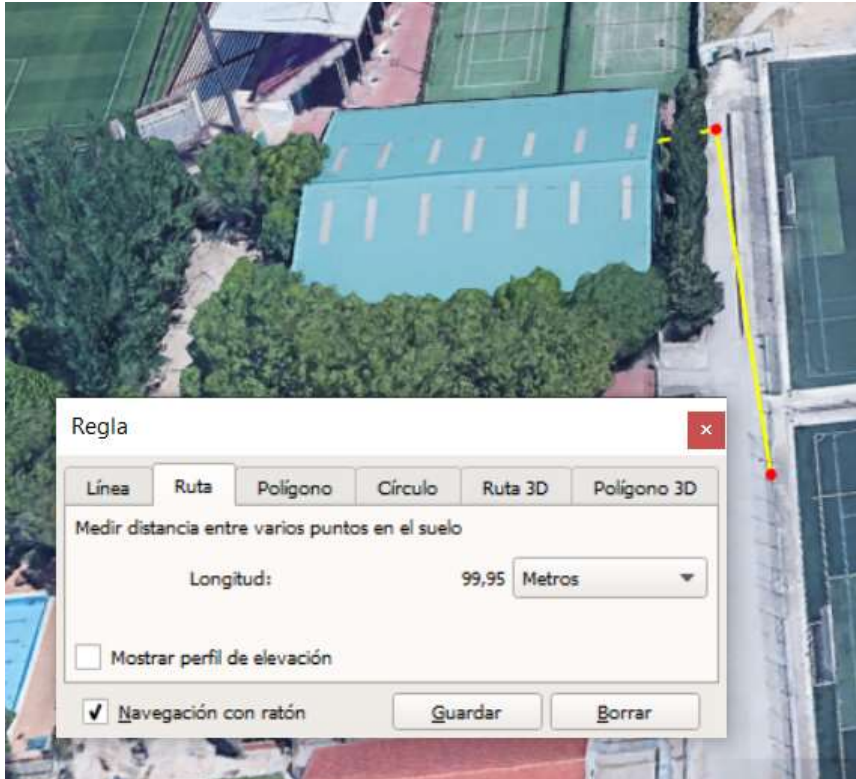 Regla
Línea Ruta Polígono Círculo Ruta 3D Polígono 3D
Medir distancia entre varios puntos en el suelo
Longitud: 99,95 Metros
Mostrar perfil de elevación
Navegación con ratón Guardar Borrar